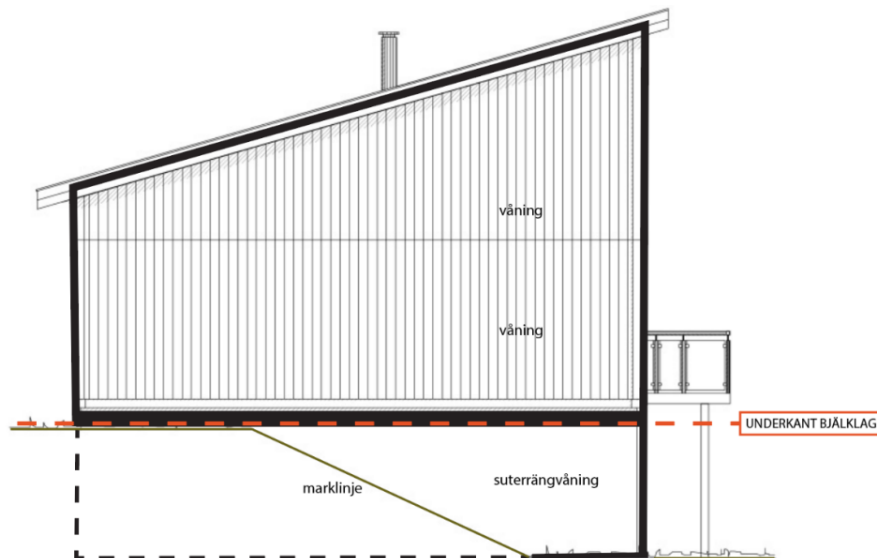 våning
våning
UNDERKANT BJÄLKLAG
suterrängvåning
marklinje